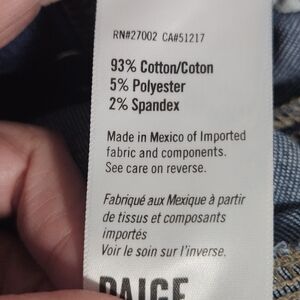 RN#27002 CA#51217
93% Cotton/Coton
5% Polyester
2% Spandex
Made in Mexico of Imported
fabric and components.
See care on reverse.
Fabriqué aux Mexique à partir
de tissus et composants
importés
Voir le soin sur l'inverse.
PAIGE